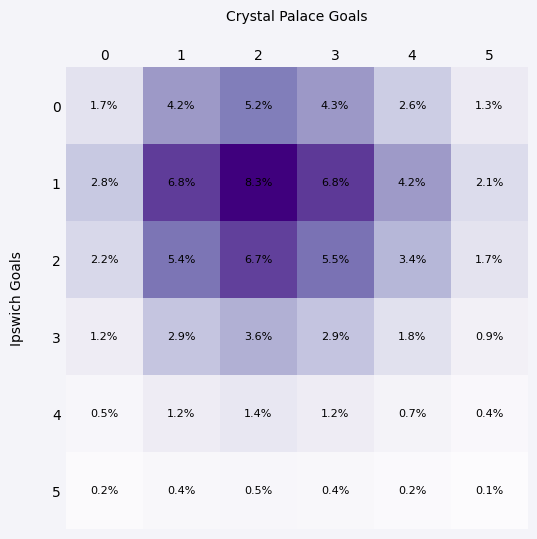 Crystal Palace Goals
0 1 2 3 4 5
0 1.7% 4.2% 5.2% 4.3% 2.6% 1.3%
1 2.8% 6.8% 8.3% 6.8% 4.2% 2.1%
2 2.2% 5.4% 6.7% 5.5% 3.4% 1.7%
3 1.2% 2.9% 3.6% 2.9% 1.8% 0.9%
4 0.5% 1.2% 1.4% 1.2% 0.7% 0.4%
5 0.2% 0.4% 0.5% 0.4% 0.2% 0.1%
Ipswich Goals